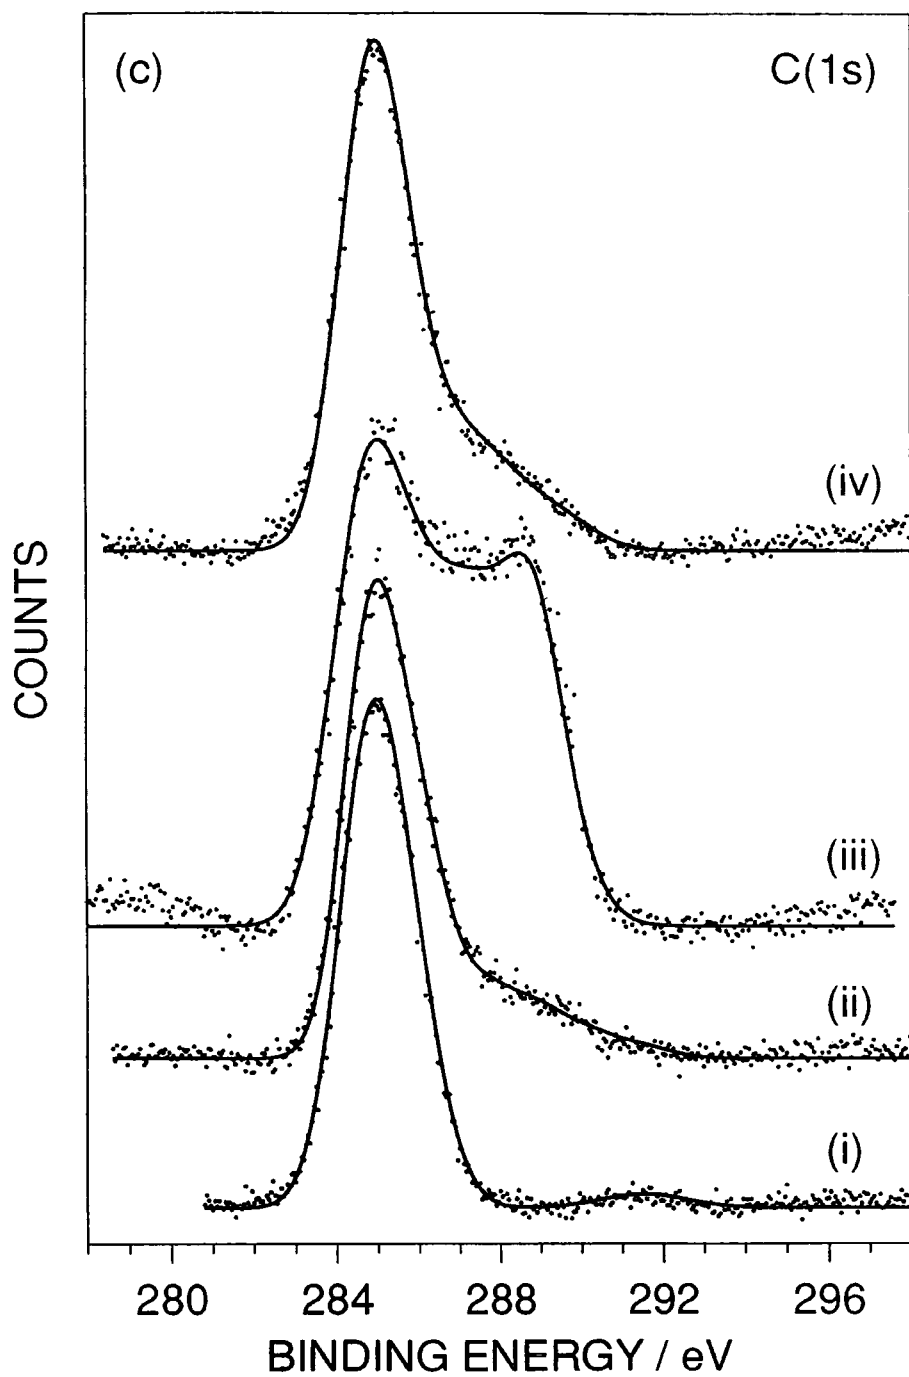 (c) C(1s)
(iv)
COUNTS
(iii)
(ii)
(i)
280 284 288 292 296
BINDING ENERGY / eV